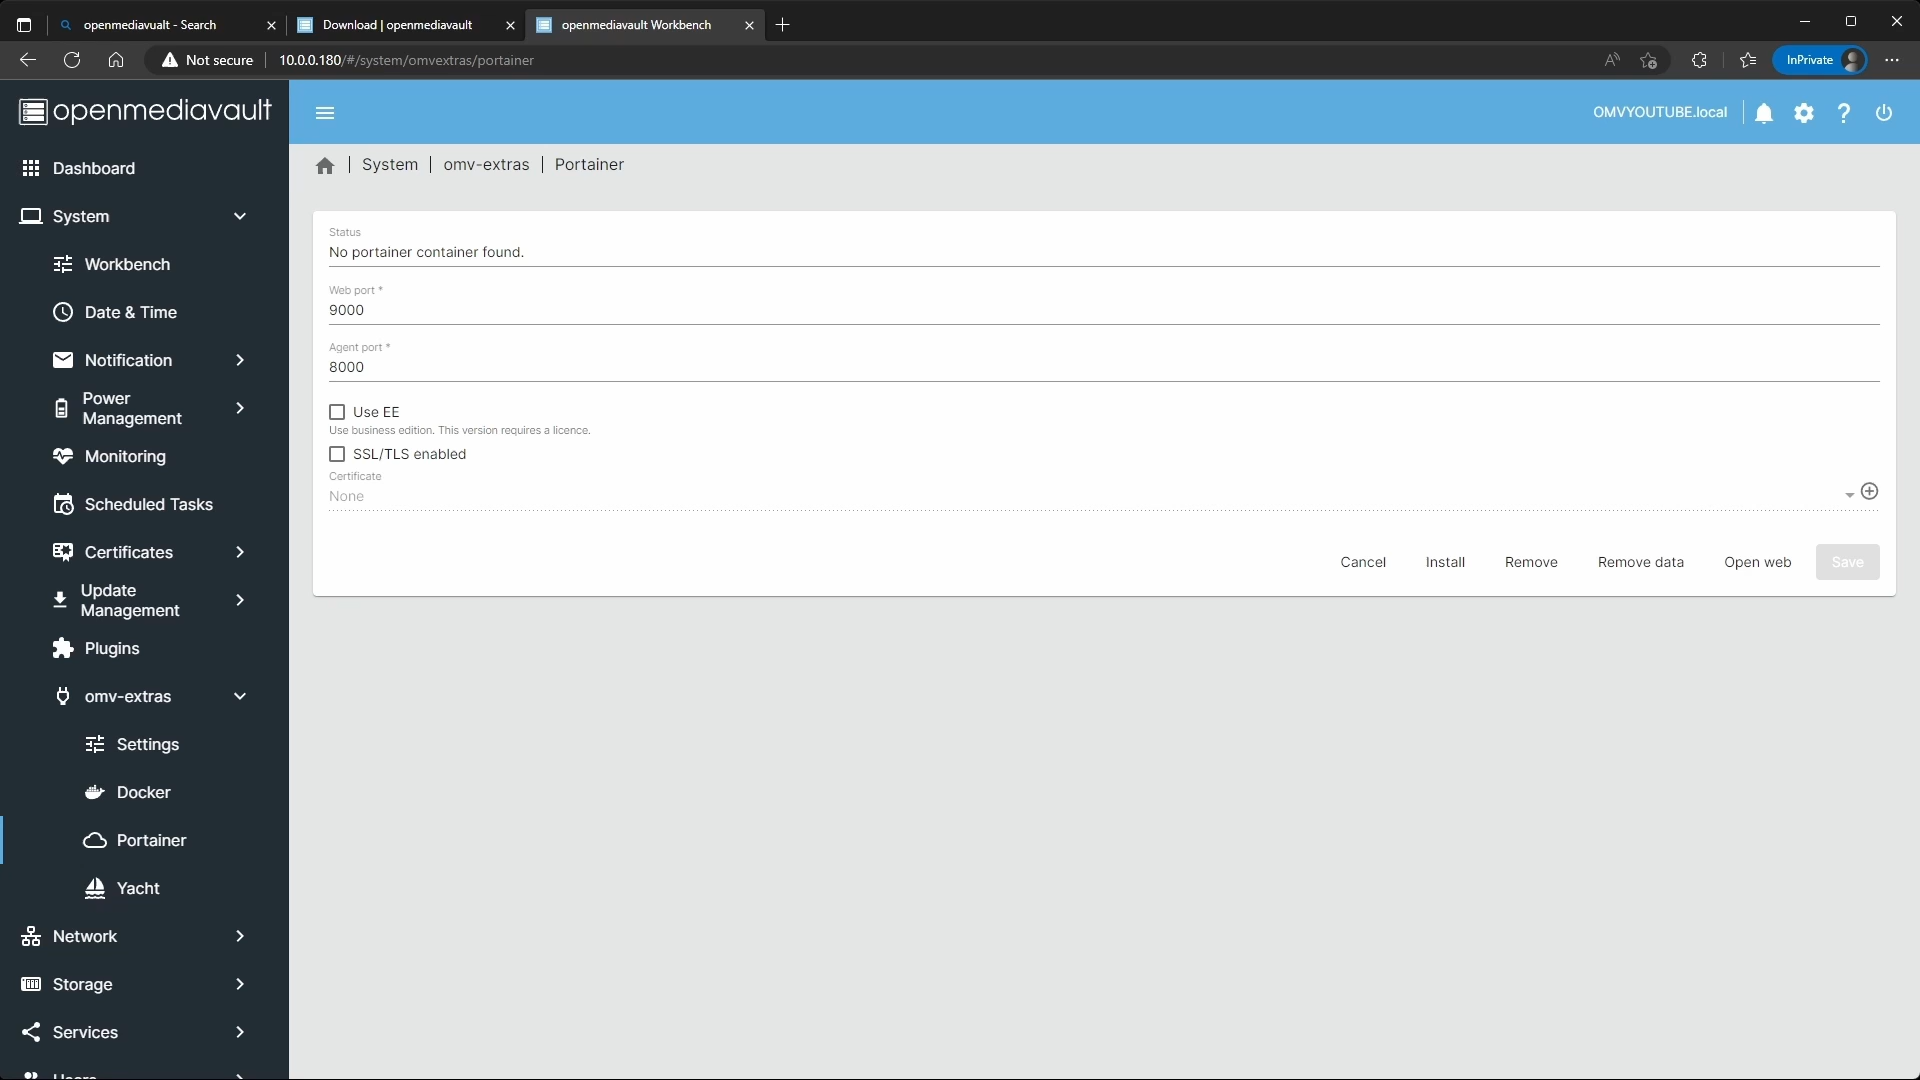 openmediavualt - Search
Download | openmediavault
openmediavault Workbench
Not secure
10.0.0.180/#/system/omvextras/portainer
InPrivate
openmediavault
OMVYOUTUBE.local
Dashboard
System
Workbench
Date & Time
Notification
Power
Management
Monitoring
Scheduled Tasks
Certificates
Update
Management
Plugins
omv-extras
Settings
Docker
Portainer
Yacht
Network
Storage
Services
Users
System | omv-extras | Portainer
Status
No portainer container found.
Web port *
9000
Agent port *
8000
Use EE
Use business edition. This version requires a licence.
SSL/TLS enabled
Certificate
None
Cancel Install Remove Remove data Open web Save